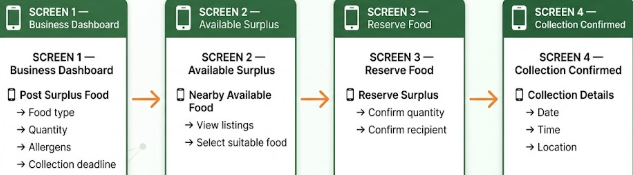 SCREEN 1 —
Business Dashboard
SCREEN 1 —
Business Dashboard
Post Surplus Food
→ Food type
→ Quantity
→ Allergens
→ Collection deadline
SCREEN 2 —
Available Surplus
SCREEN 2 —
Available Surplus
Nearby Available
Food
→ View listings
→ Select suitable food
SCREEN 3 —
Reserve Food
SCREEN 3 —
Reserve Food
Reserve Surplus
→ Confirm quantity
→ Confirm recipient
SCREEN 4 —
Collection Confirmed
SCREEN 4 —
Collection Confirmed
Collection Details
→ Date
→ Time
→ Location